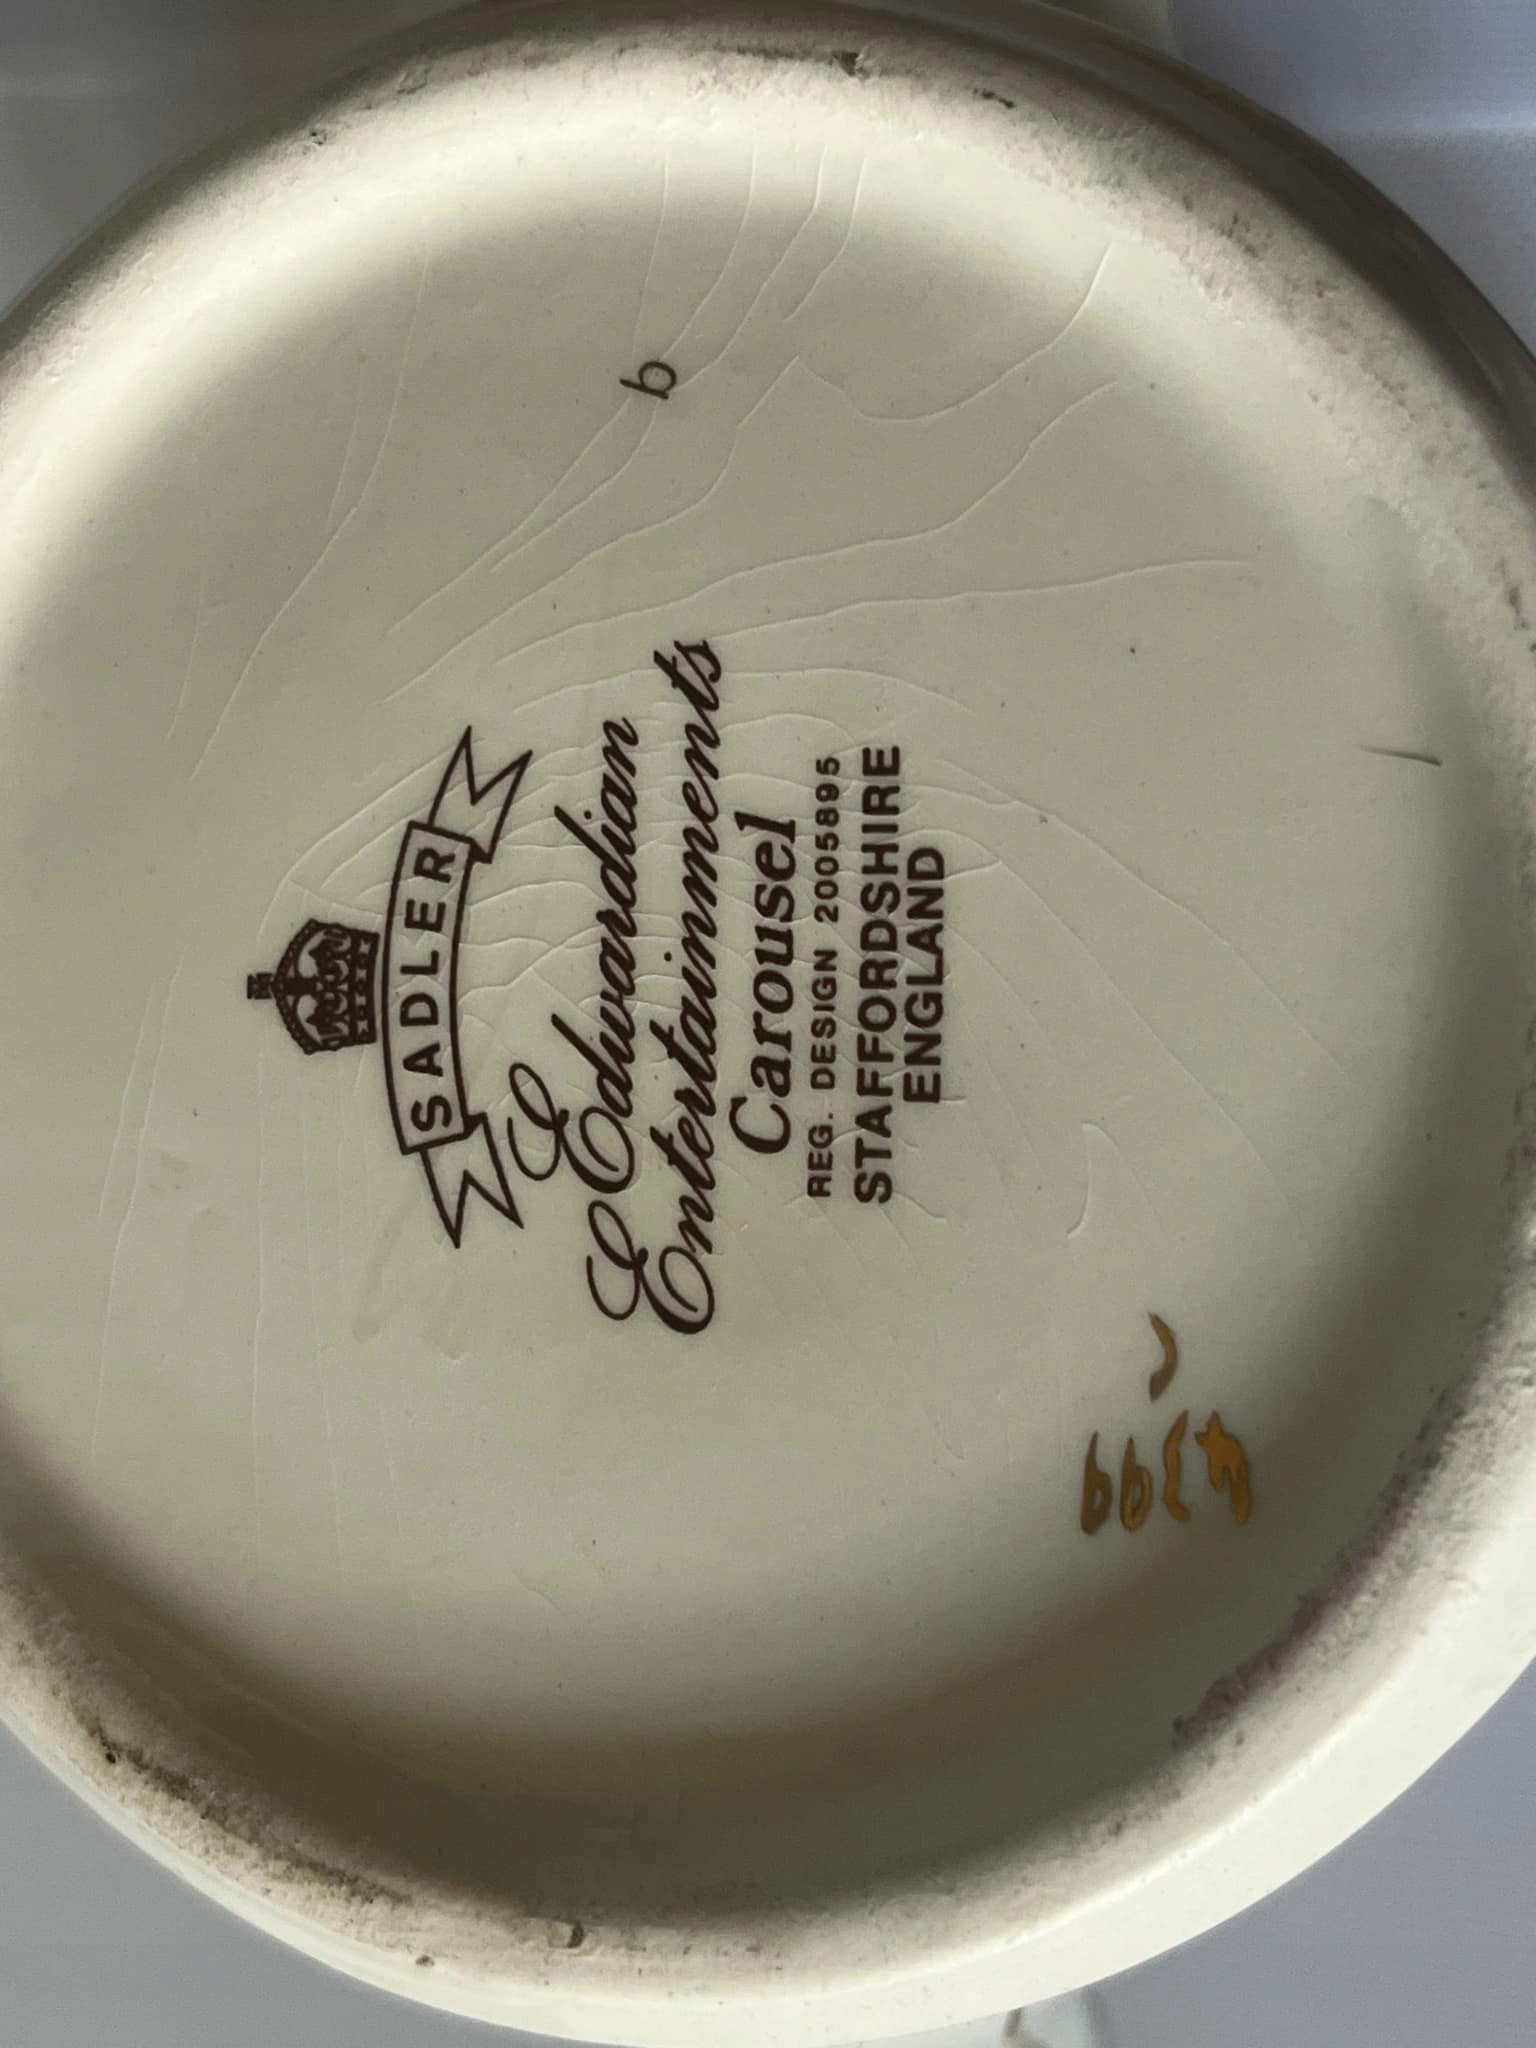 SADLER
Edwardian
Entertainments
Carousel
REG. DESIGN 2005895
STAFFORDSHIRE
ENGLAND
b